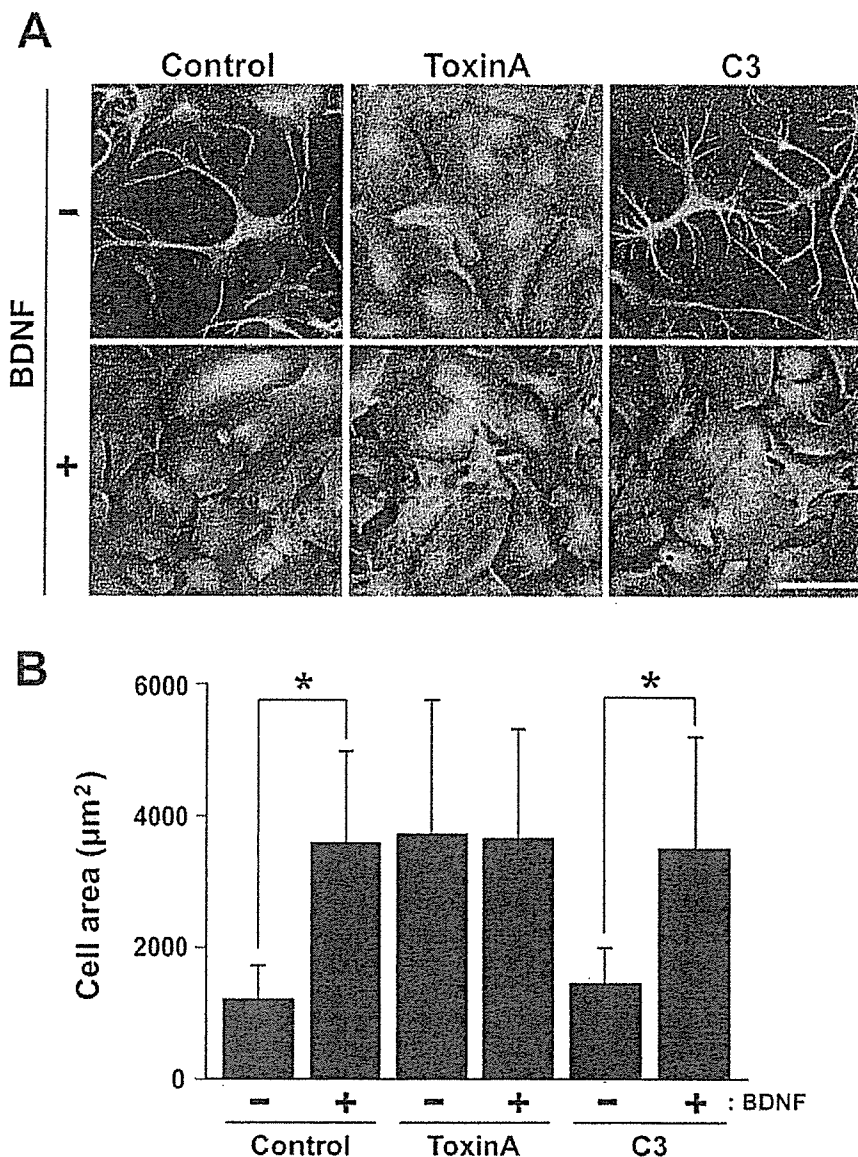 A
Control ToxinA C3
BDNF
-
+
B
Cell area (µm²)
6000
4000
2000
0
* *
- + - + - + : BDNF
Control ToxinA C3